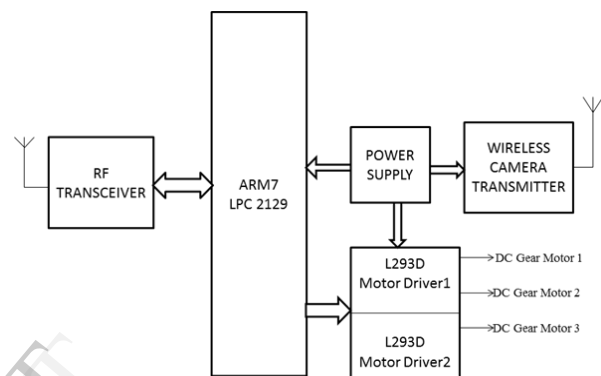 RF
TRANSCEIVER
ARM7
LPC 2129
POWER
SUPPLY
WIRELESS
CAMERA
TRANSMITTER
L293D
Motor Driver1
L293D
Motor Driver2
DC Gear Motor 1
DC Gear Motor 2
DC Gear Motor 3